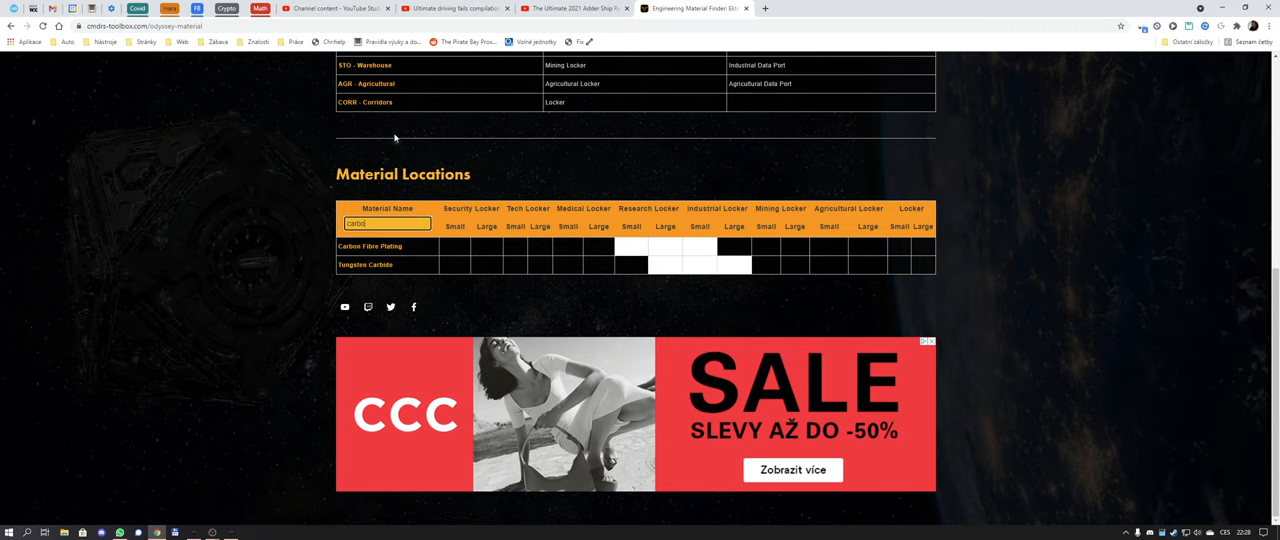 Covid Inara FB Crypto Math Channel content - YouTube Studi Ultimate driving fails compilation The Ultimate 2021 Adder Ship R Engineering Material Finder: Elite
cmdrs-toolbox.com/odyssey-material
Aplikace Auto Nástroje Stránky Web Zábava Znalosti Práce Chr:help Pravidla výuky a do... The Pirate Bay Prox... Volné jednotky Fix Ostatní záložky Seznam četby
STO - Warehouse Mining Locker Industrial Data Port
AGR - Agricultural Agricultural Locker Agricultural Data Port
CORR - Corridors Locker
Material Locations
Material Name Security Locker Tech Locker Medical Locker Research Locker Industrial Locker Mining Locker Agricultural Locker Locker
carbo Small Large Small Large Small Large Small Large Small Large Small Large Small Large Small Large
Carbon Fibre Plating
Tungsten Carbide
CCC
SALE
SLEVY AŽ DO -50%
Zobrazit více
CES 22:28